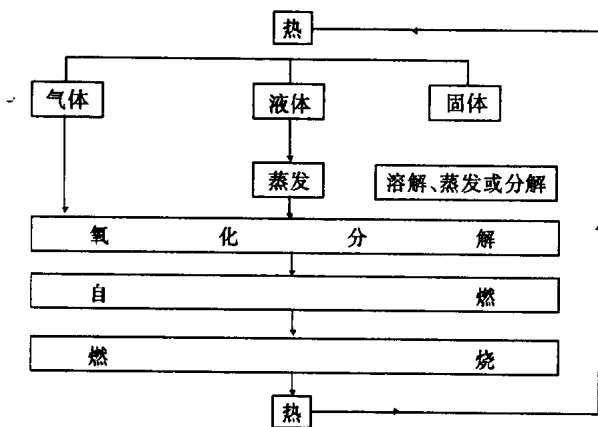 热
气体 液体 固体
蒸发 溶解、蒸发或分解
氧化分解
自燃
燃烧
热